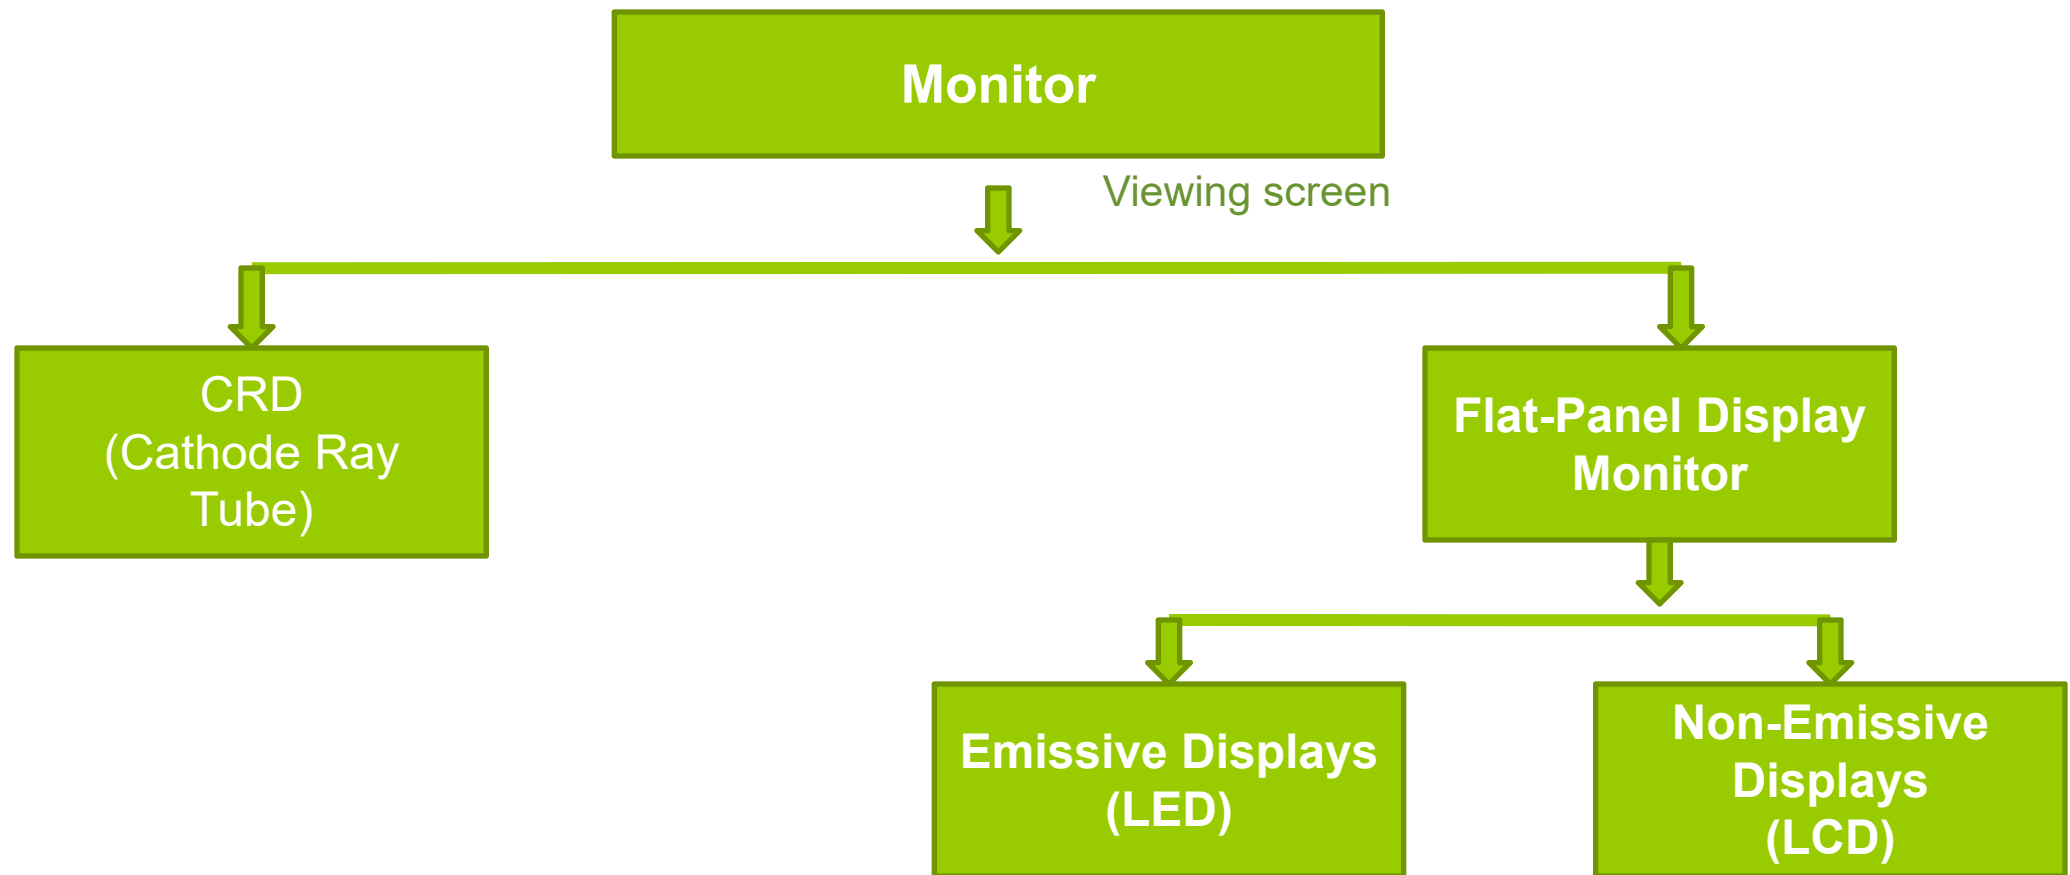 Monitor
Viewing screen
CRD
(Cathode Ray
Tube)
Flat-Panel Display
Monitor
Emissive Displays
(LED)
Non-Emissive
Displays
(LCD)